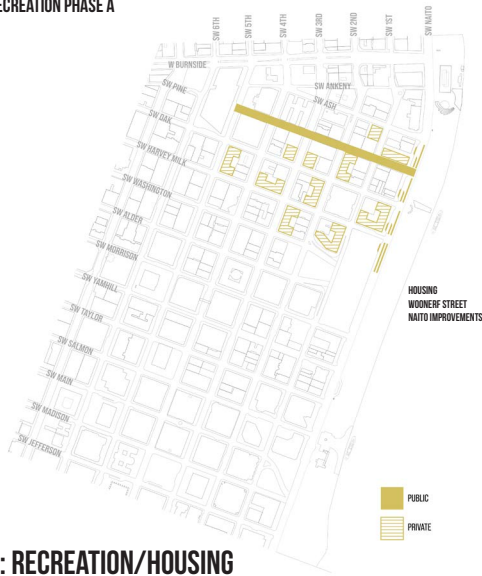 ECREATION PHASE A
SW 6TH
SW 5TH
SW 4TH
SW 3RD
SW 2ND
SW 1ST
SW NAITO
W BURNSIDE
SW ANKENY
SW PINE
SW ASH
SW OAK
SW HARVEY MILK
SW WASHINGTON
SW ALDER
SW MORRISON
SW YAMHILL
SW TAYLOR
SW SALMON
SW MAIN
SW MADISON
SW JEFFERSON
HOUSING
WOONERF STREET
NAITO IMPROVEMENTS
PUBLIC
PRIVATE
: RECREATION/HOUSING